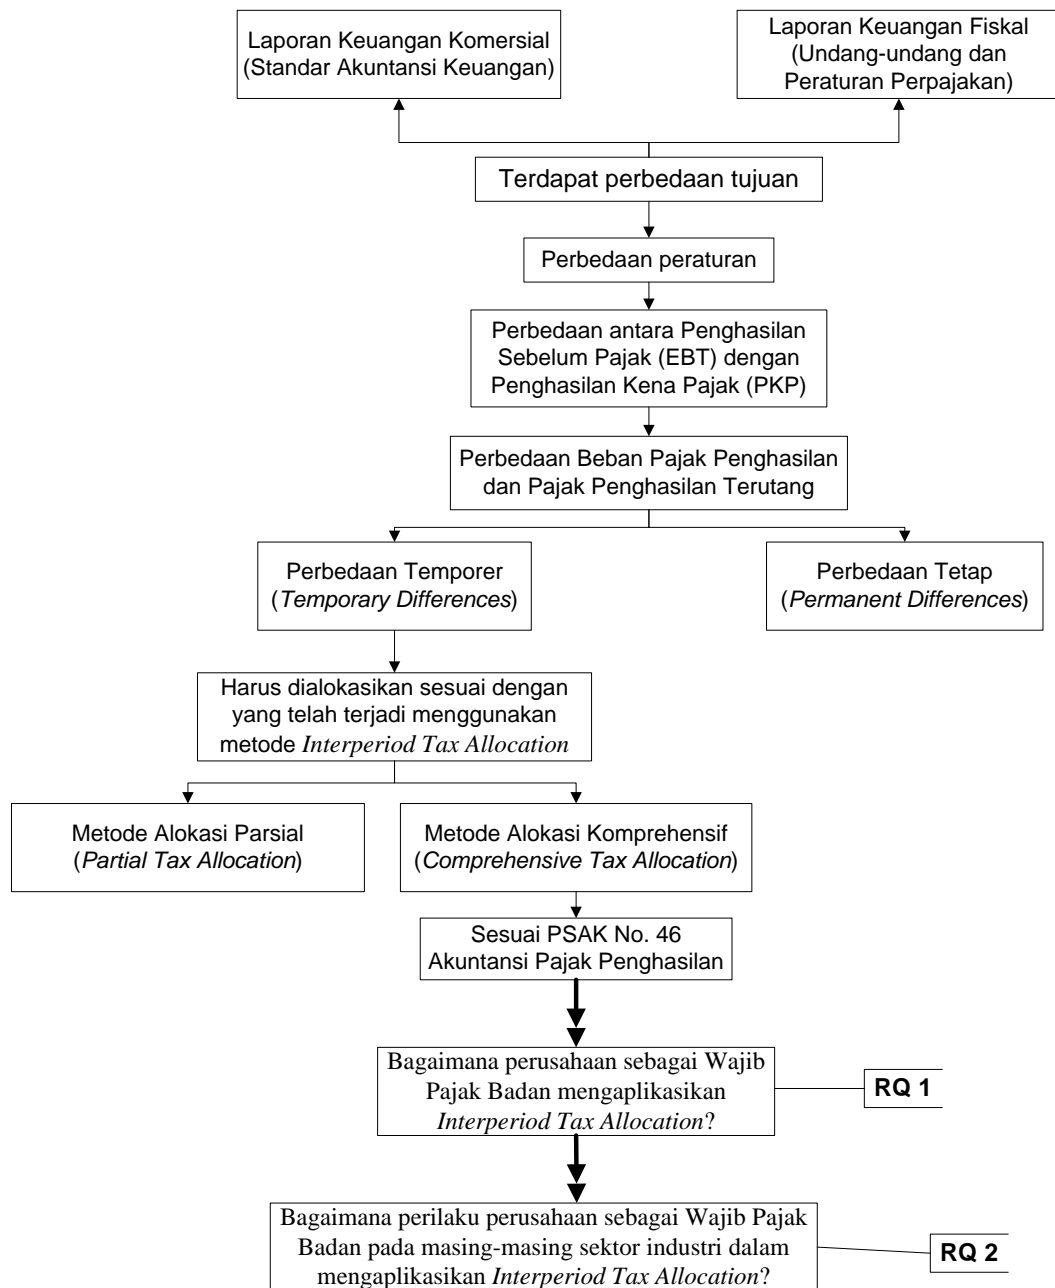 Laporan Keuangan Komersial
(Standar Akuntansi Keuangan)
Laporan Keuangan Fiskal
(Undang-undang dan
Peraturan Perpajakan)
Terdapat perbedaan tujuan
Perbedaan peraturan
Perbedaan antara Penghasilan
Sebelum Pajak (EBT) dengan
Penghasilan Kena Pajak (PKP)
Perbedaan Beban Pajak Penghasilan
dan Pajak Penghasilan Terutang
Perbedaan Temporer
(Temporary Differences)
Perbedaan Tetap
(Permanent Differences)
Harus dialokasikan sesuai dengan
yang telah terjadi menggunakan
metode Interperiod Tax Allocation
Metode Alokasi Parsial
(Partial Tax Allocation)
Metode Alokasi Komprehensif
(Comprehensive Tax Allocation)
Sesuai PSAK No. 46
Akuntansi Pajak Penghasilan
Bagaimana perusahaan sebagai Wajib
Pajak Badan mengaplikasikan
Interperiod Tax Allocation?
RQ 1
Bagaimana perilaku perusahaan sebagai Wajib Pajak
Badan pada masing-masing sektor industri dalam
mengaplikasikan Interperiod Tax Allocation?
RQ 2